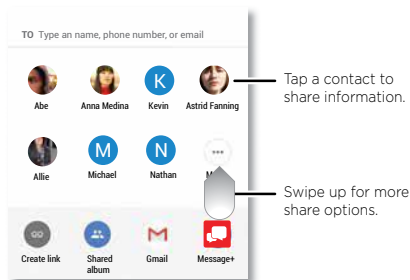 TO Type an name, phone number, or email
K
Abe Anna Medina Kevin Astrid Fanning
Tap a contact to
share information.
M N
Allie Michael Nathan
Swipe up for more
share options.
M
Create link Shared
album Gmail Message+